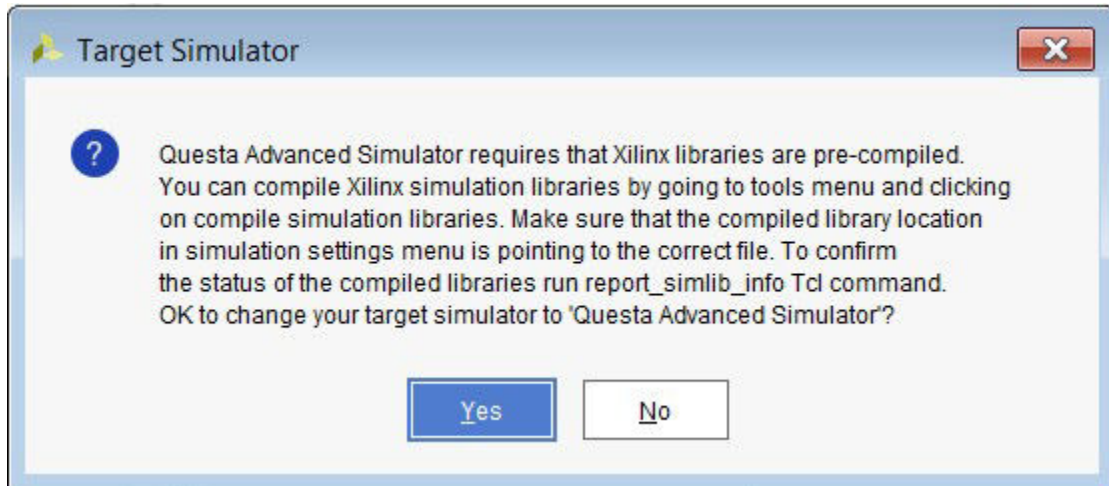 Target Simulator
Questa Advanced Simulator requires that Xilinx libraries are pre-compiled.
You can compile Xilinx simulation libraries by going to tools menu and clicking
on compile simulation libraries. Make sure that the compiled library location
in simulation settings menu is pointing to the correct file. To confirm
the status of the compiled libraries run report_simlib_info Tcl command.
OK to change your target simulator to 'Questa Advanced Simulator'?
Yes No